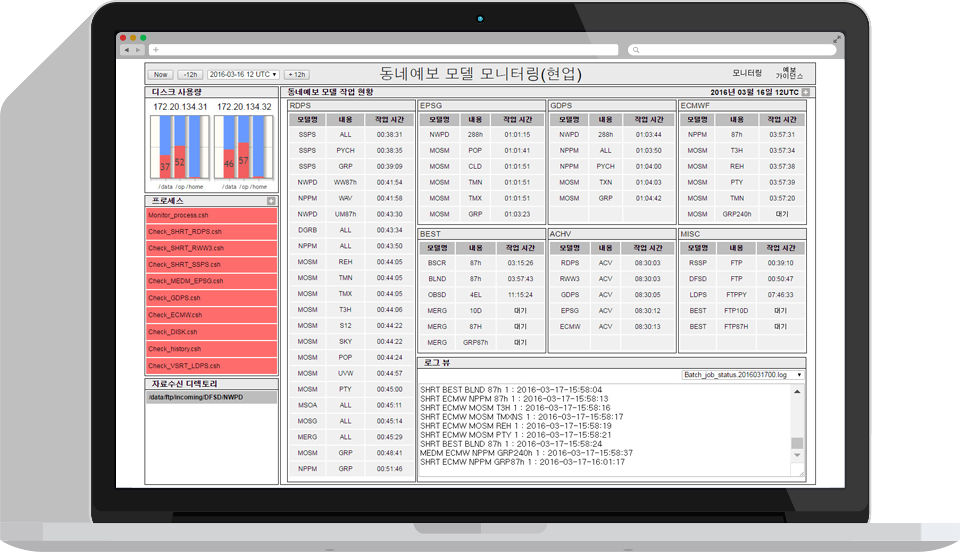 동네예보 모델 모니터링(현업)
Now -12h 2016-03-16 12 UTC + 12h
모니터링
예보
가이던스
디스크 사용량
172.20.134.31 172.20.134.32
37 52 46 57
/data /op /home /data /op /home
프로세스
Monitor_process.csh
Check_SHRT_RDPS.csh
Check_SHRT_RWW3.csh
Check_SHRT_SSPS.csh
Check_MEDM_EPSG.csh
Check_GDPS.csh
Check_ECMW.csh
Check_DISK.csh
Check_history.csh
Check_VSRT_LDPS.csh
자료수신 디렉토리
/data/ftp/incoming/DFSD/NWPD
동네예보 모델 작업 현황 2016년 03월 16일 12UTC
RDPS
모델명 내용 작업 시간
SSPS ALL 00:38:31
SSPS PYCH 00:38:35
SSPS GRP 00:39:09
NWPD WW87h 00:41:54
NPPM WAV 00:41:58
NWPD UM87h 00:43:30
DGRB ALL 00:43:34
NPPM ALL 00:43:50
MOSM REH 00:44:05
MOSM TMN 00:44:05
MOSM TMX 00:44:05
MOSM T3H 00:44:06
MOSM S12 00:44:22
MOSM SKY 00:44:22
MOSM POP 00:44:24
MOSM UVW 00:44:57
MOSM PTY 00:45:00
MSOA ALL 00:45:11
MOSG ALL 00:45:14
MERG ALL 00:45:29
MOSM GRP 00:48:41
NPPM GRP 00:51:46
EPSG
모델명 내용 작업 시간
NWPD 288h 01:01:15
MOSM POP 01:01:41
MOSM CLD 01:01:51
MOSM TMN 01:01:51
MOSM TMX 01:01:51
MOSM GRP 01:03:23
GDPS
모델명 내용 작업 시간
NWPD 288h 01:03:44
NPPM ALL 01:03:50
NPPM PYCH 01:04:00
MOSM TXN 01:04:03
MOSM GRP 01:04:42
ECMWF
모델명 내용 작업 시간
NPPM 87h 03:57:31
MOSM T3H 03:57:34
MOSM REH 03:57:38
MOSM PTY 03:57:39
MOSM TMN 03:57:20
MOSM GRP240h 대기
BEST
모델명 내용 작업 시간
BSCR 87h 03:15:26
BLND 87h 03:57:43
OBSD 4EL 11:15:24
MERG 10D 대기
MERG 87H 대기
MERG GRP87h 대기
ACHV
모델명 내용 작업 시간
RDPS ACV 08:30:03
RWW3 ACV 08:30:03
GDPS ACV 08:30:05
EPSG ACV 08:30:12
ECMW ACV 08:30:13
MISC
모델명 내용 작업 시간
RSSP FTP 00:39:10
DFSD FTP 00:50:47
LDPS FTPPY 07:46:33
BEST FTP10D 대기
BEST FTP87H 대기
로그 뷰
Batch_job_status.2016031700.log
SHRT BEST BLND 87h 1 : 2016-03-17-15:58:04
SHRT ECMW NPPM 87h 1 : 2016-03-17-15:58:13
SHRT ECMW MOSM T3H 1 : 2016-03-17-15:58:16
SHRT ECMW MOSM TMXNS 1 : 2016-03-17-15:58:17
SHRT ECMW MOSM REH 1 : 2016-03-17-15:58:19
SHRT ECMW MOSM PTY 1 : 2016-03-17-15:58:21
SHRT BEST BLND 87h 1 : 2016-03-17-15:58:24
MEDM ECMW NPPM GRP240h 1 : 2016-03-17-15:58:37
SHRT ECMW NPPM GRP87h 1 : 2016-03-17-16:01:17